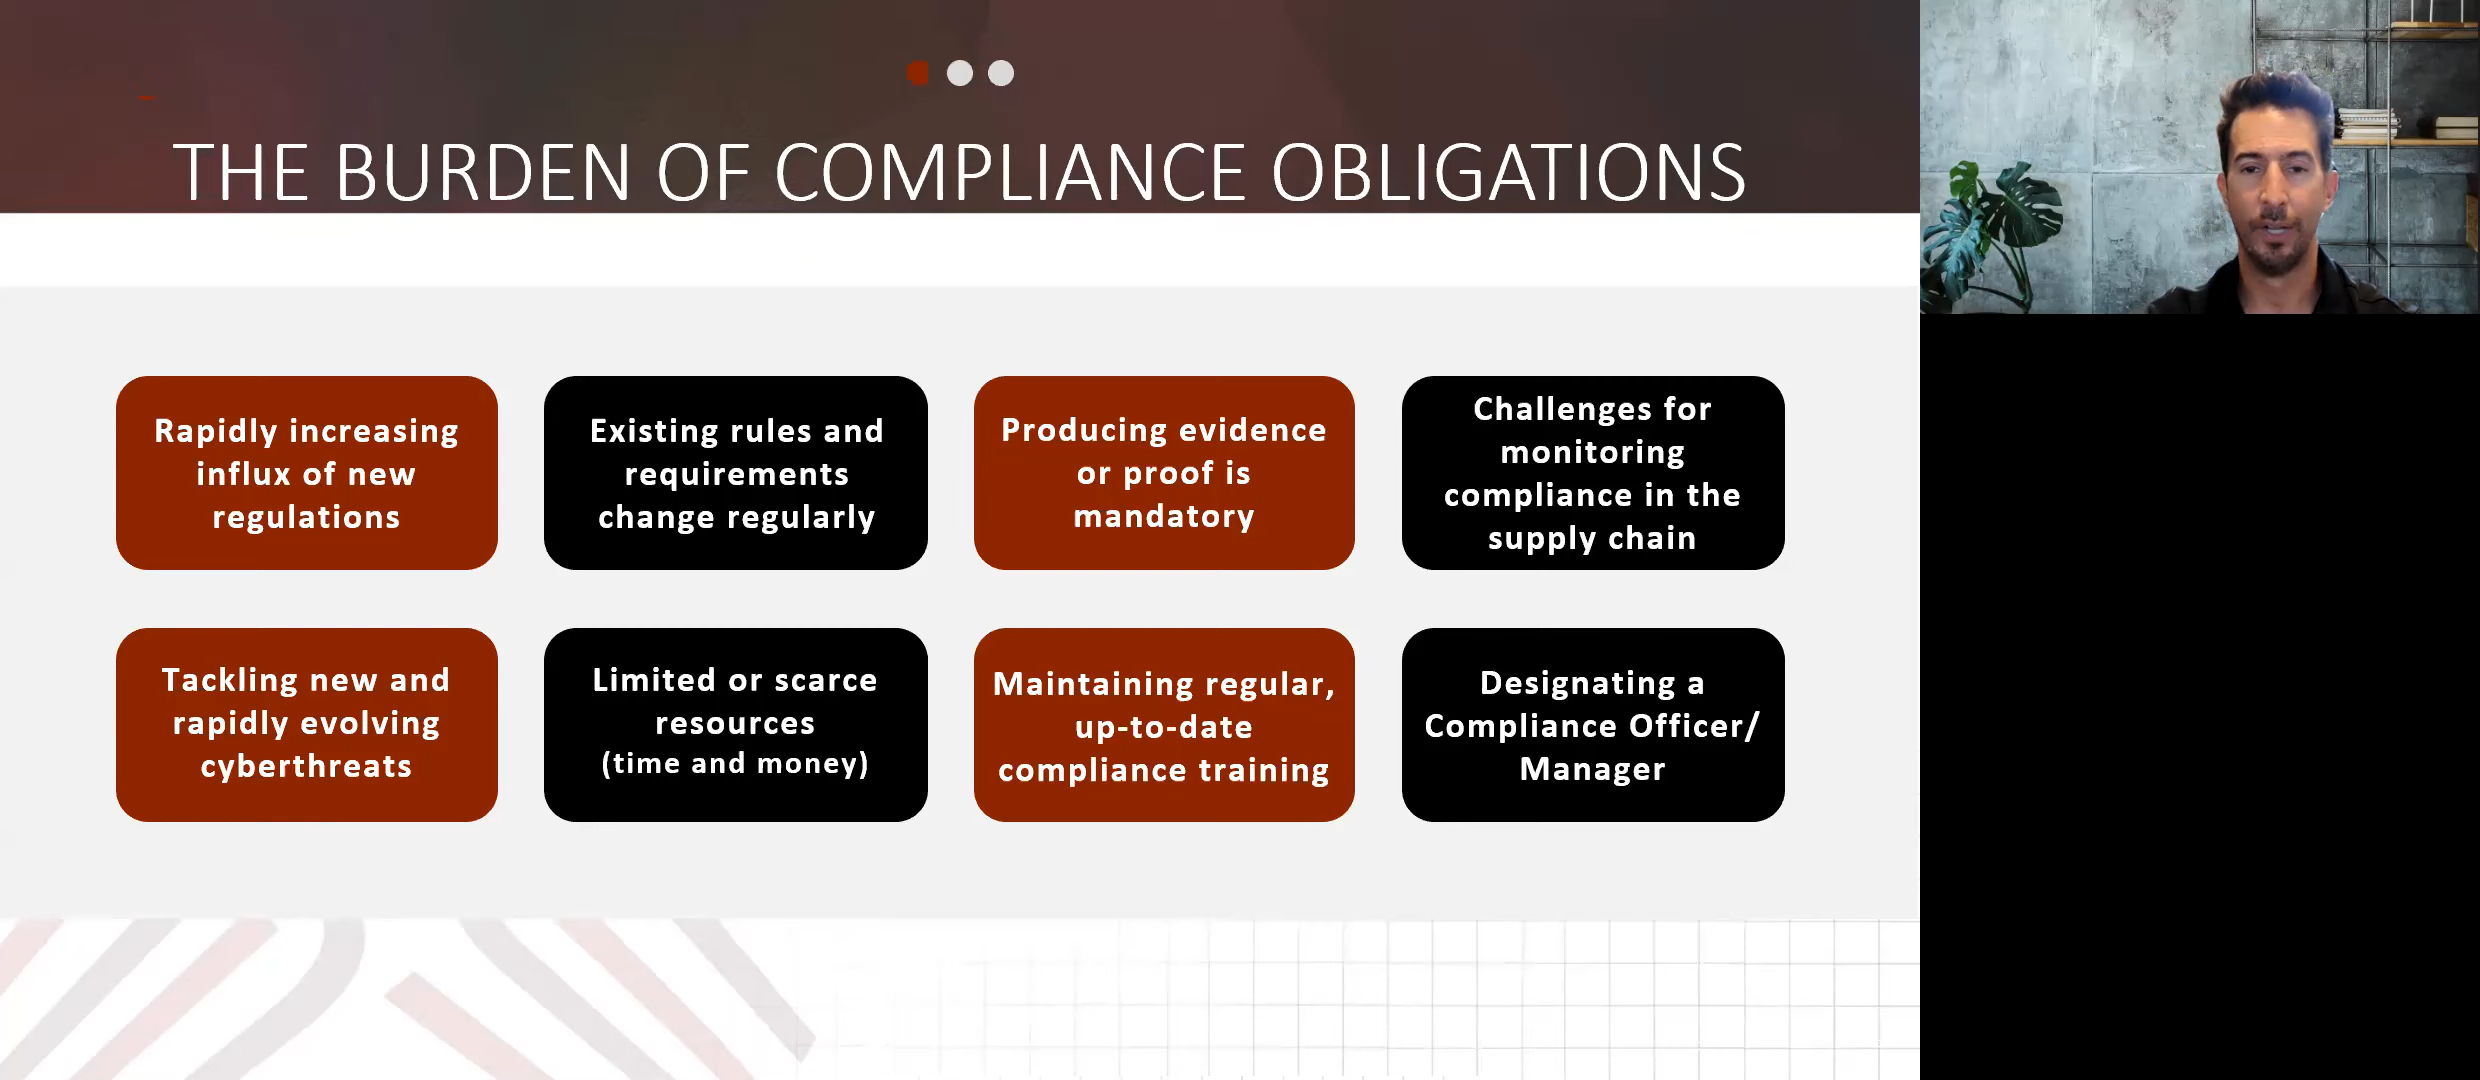 THE BURDEN OF COMPLIANCE OBLIGATIONS
Rapidly increasing
influx of new
regulations
Existing rules and
requirements
change regularly
Producing evidence
or proof is
mandatory
Challenges for
monitoring
compliance in the
supply chain
Tackling new and
rapidly evolving
cyberthreats
Limited or scarce
resources
(time and money)
Maintaining regular,
up-to-date
compliance training
Designating a
Compliance Officer/
Manager